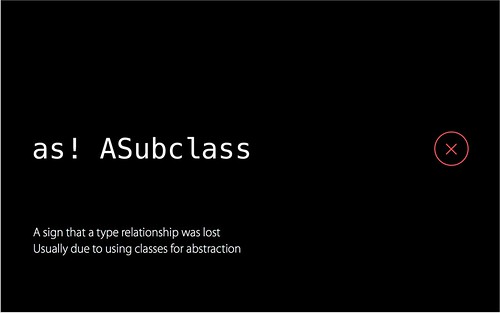 as! ASubclass
A sign that a type relationship was lost
Usually due to using classes for abstraction